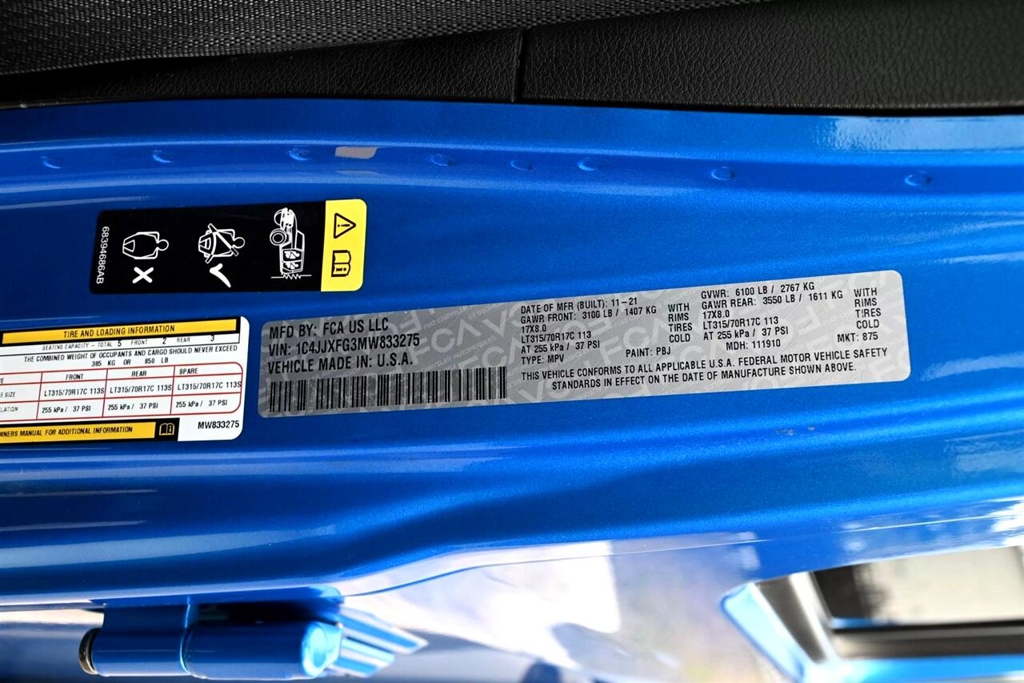 68394686AB
TIRE AND LOADING INFORMATION
SEATING CAPACITY - TOTAL 5 FRONT 2 REAR 3
THE COMBINED WEIGHT OF OCCUPANTS AND CARGO SHOULD NEVER EXCEED
385 KG OR 850 LB
FRONT REAR SPARE
E SIZE LT315/70R17C 113S LT315/70R17C 113S LT315/70R17C 113S
LATION 255 kPa / 37 PSI 255 kPa / 37 PSI 255 kPa / 37 PSI
NERS MANUAL FOR ADDITIONAL INFORMATION
MW833275
MFD BY: FCA US LLC
VIN: 1C4JJXFG3MW833275
VEHICLE MADE IN: U.S.A.
DATE OF MFR (BUILT): 11-21
GAWR FRONT: 3100 LB / 1407 KG WITH
17X8.0 RIMS
LT315/70R17C 113 TIRES
AT 255 kPa / 37 PSI COLD
TYPE: MPV PAINT: PBJ
GVWR: 6100 LB / 2767 KG
GAWR REAR: 3550 LB / 1611 KG WITH
17X8.0 RIMS
LT315/70R17C 113 TIRES
AT 255 kPa / 37 PSI COLD
MDH: 111910 MKT: 875
THIS VEHICLE CONFORMS TO ALL APPLICABLE U.S.A. FEDERAL MOTOR VEHICLE SAFETY
STANDARDS IN EFFECT ON THE DATE OF MANUFACTURE SHOWN ABOVE.